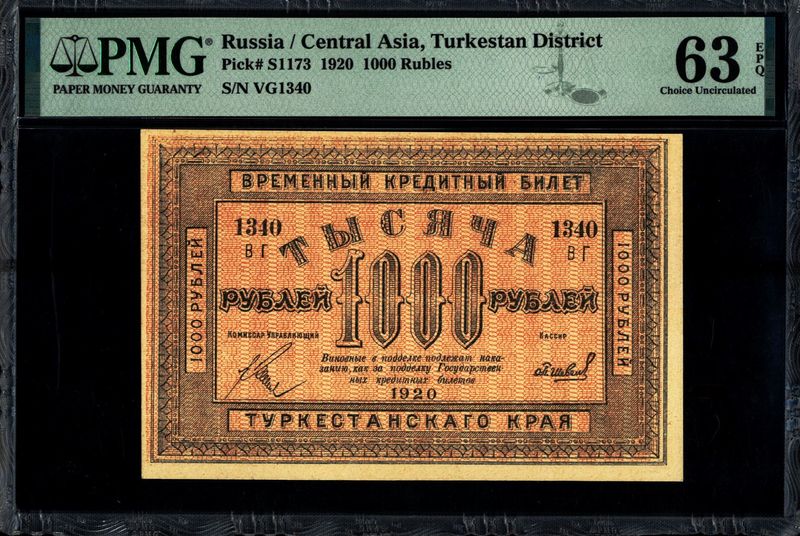 PMG®
PAPER MONEY GUARANTY
Russia / Central Asia, Turkestan District
Pick# S1173 1920 1000 Rubles
S/N VG1340
63 EPQ
Choice Uncirculated
ВРЕМЕННЫЙ КРЕДИТНЫЙ БИЛЕТ
1340 1340
ТЫСЯЧА
ВГ ВГ
1000 РУБЛЕЙ
1000 РУБЛЕЙ
РУБЛЕЙ 1000 РУБЛЕЙ
Комиссар Управляющий
Кассир
Виновные в подделке подлежат нака-
занию, как за подделку Государствен
ных кредитных билетов
1920
ТУРКЕСТАНСКАГО КРАЯ